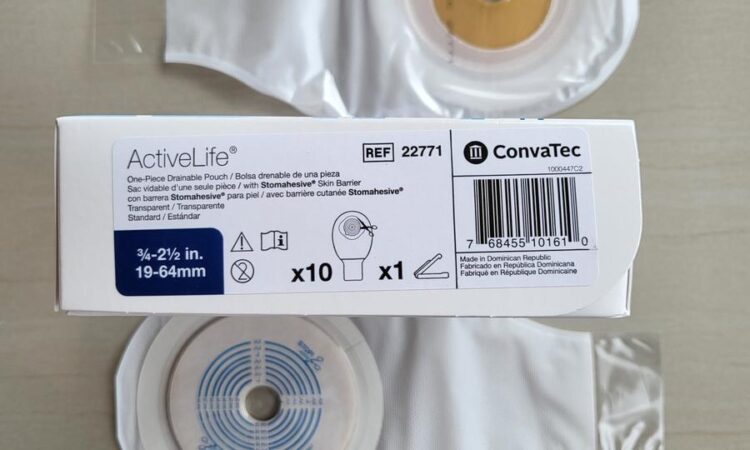 ActiveLife®
REF 22771
One-Piece Drainable Pouch / Bolsa drenable de una pieza
Sac vidable d'une seule pièce / with Stomahesive® Skin Barrier
con barrera Stomahesive® para piel / avec barrière cutanée Stomahesive®
Transparent / Transparente
Standard / Estándar
¾-2½ in.
19-64mm
x10
x1
III ConvaTec
1000447C2
7 68455 10161 0
Made in Dominican Republic
Fabricado en República Dominicana
Fabriqué en République Dominicaine